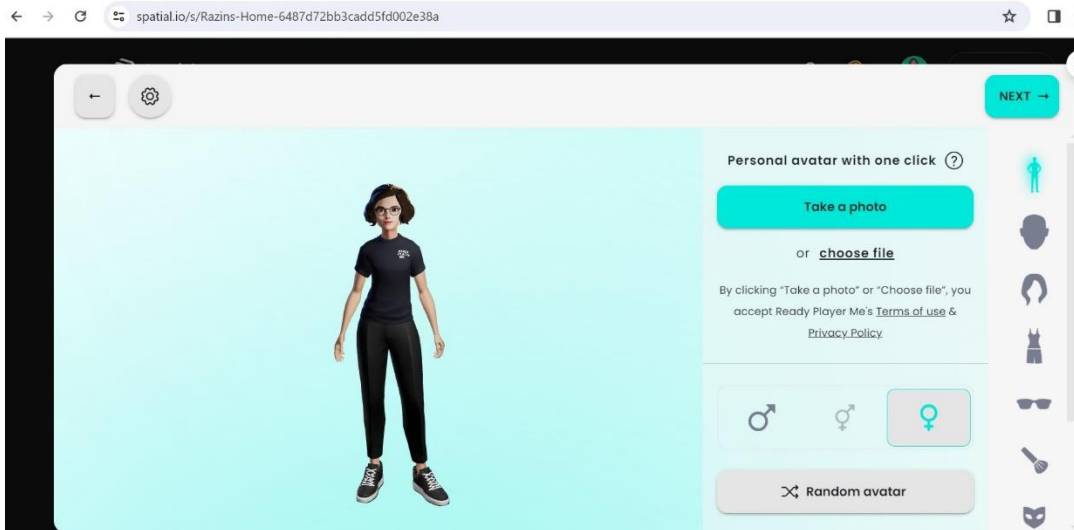 spatial.io/s/Razins-Home-6487d72bb3cadd5fd002e38a
NEXT →
Personal avatar with one click ?
Take a photo
or choose file
By clicking “Take a photo” or “Choose file”, you
accept Ready Player Me's Terms of use &
Privacy Policy
Random avatar